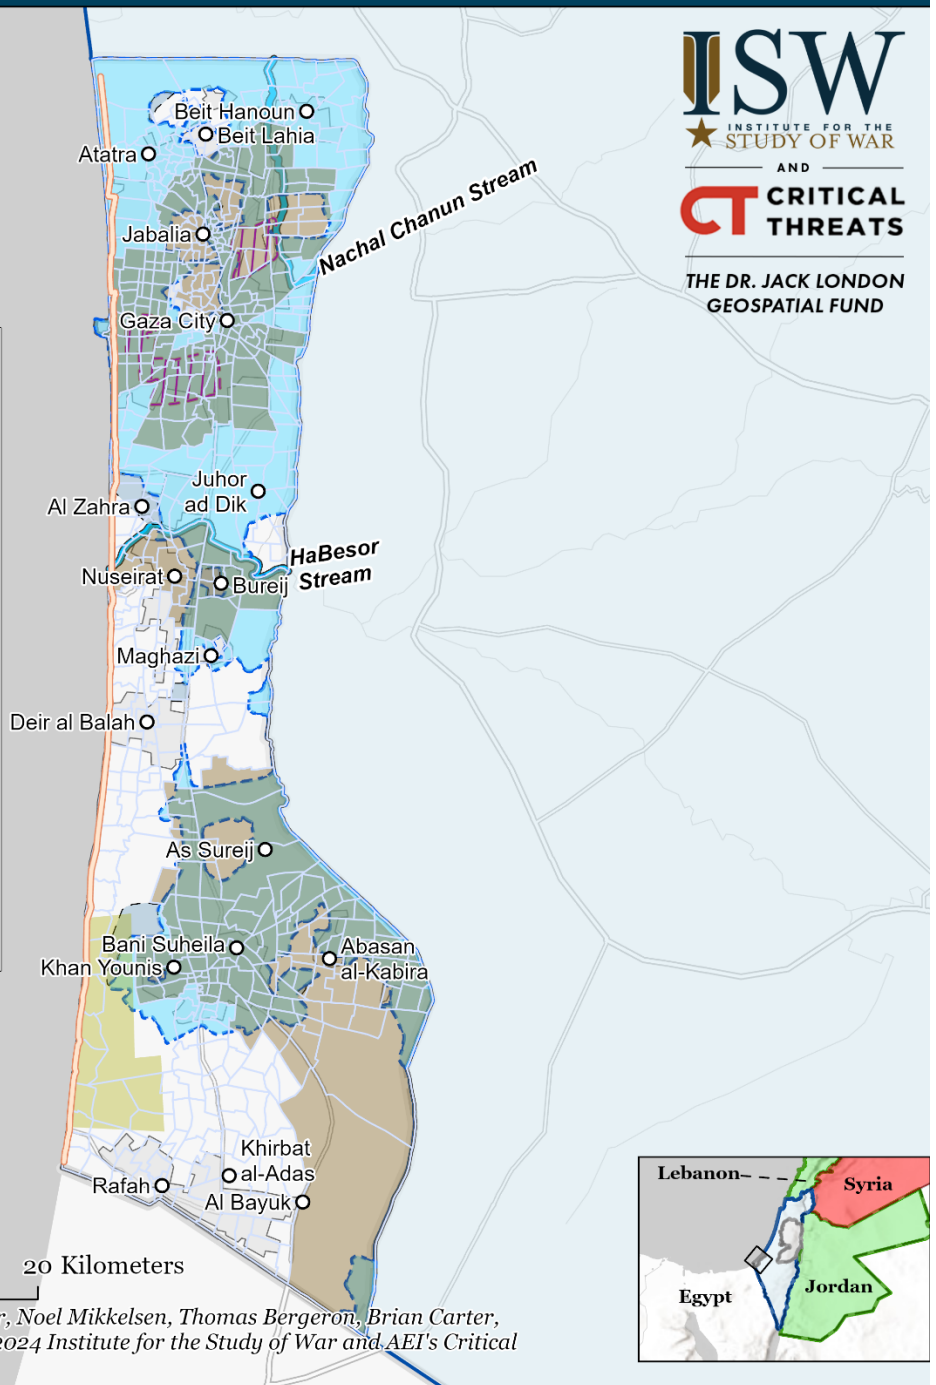 ISW
INSTITUTE FOR THE
STUDY OF WAR
AND
CT CRITICAL
THREATS
THE DR. JACK LONDON
GEOSPATIAL FUND
Beit Hanoun
Beit Lahia
Atatra
Nachal Chanun Stream
Jabalia
Gaza City
Juhor
ad Dik
Al Zahra
HaBesor
Stream
Nuseirat
Bureij
Maghazi
Deir al Balah
As Sureij
Bani Suheila
Abasan
al-Kabira
Khan Younis
Khirbat
al-Adas
Rafah
Al Bayuk
Lebanon
Syria
Jordan
Egypt
20 Kilometers
r, Noel Mikkelsen, Thomas Bergeron, Brian Carter,
2024 Institute for the Study of War and AEI's Critical